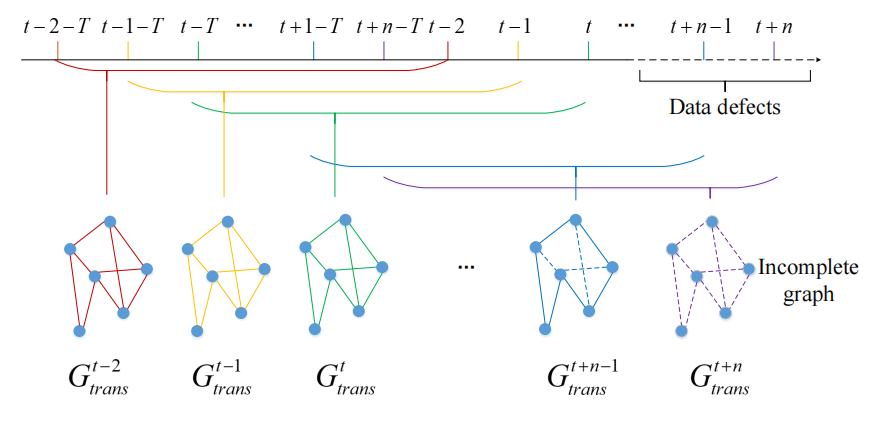 t−2−T t−1−T t−T ··· t+1−T t+n−T t−2 t−1 t ··· t+n−1 t+n
Data defects
···
Incomplete
graph
G_{trans}^{t−2} G_{trans}^{t−1} G_{trans}^{t} G_{trans}^{t+n−1} G_{trans}^{t+n}